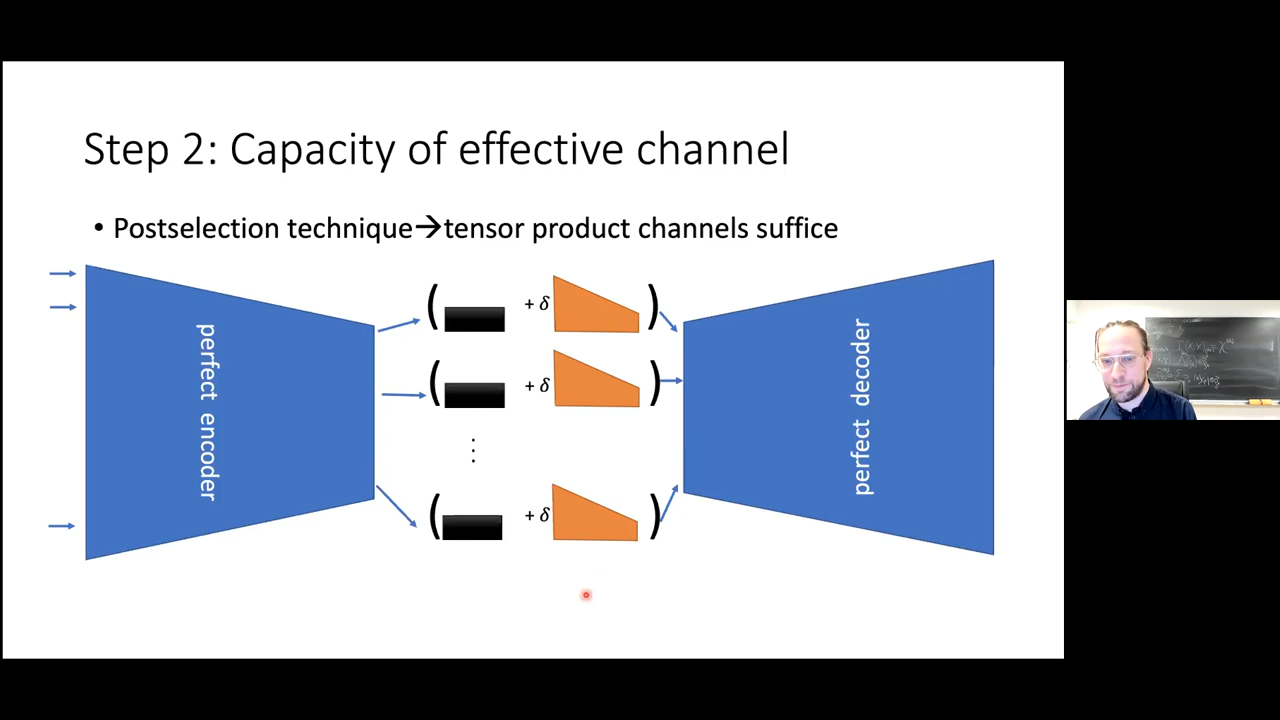 Step 2: Capacity of effective channel
• Postselection technique→tensor product channels suffice
perfect encoder
( + δ )
( + δ )
⋮
( + δ )
perfect decoder